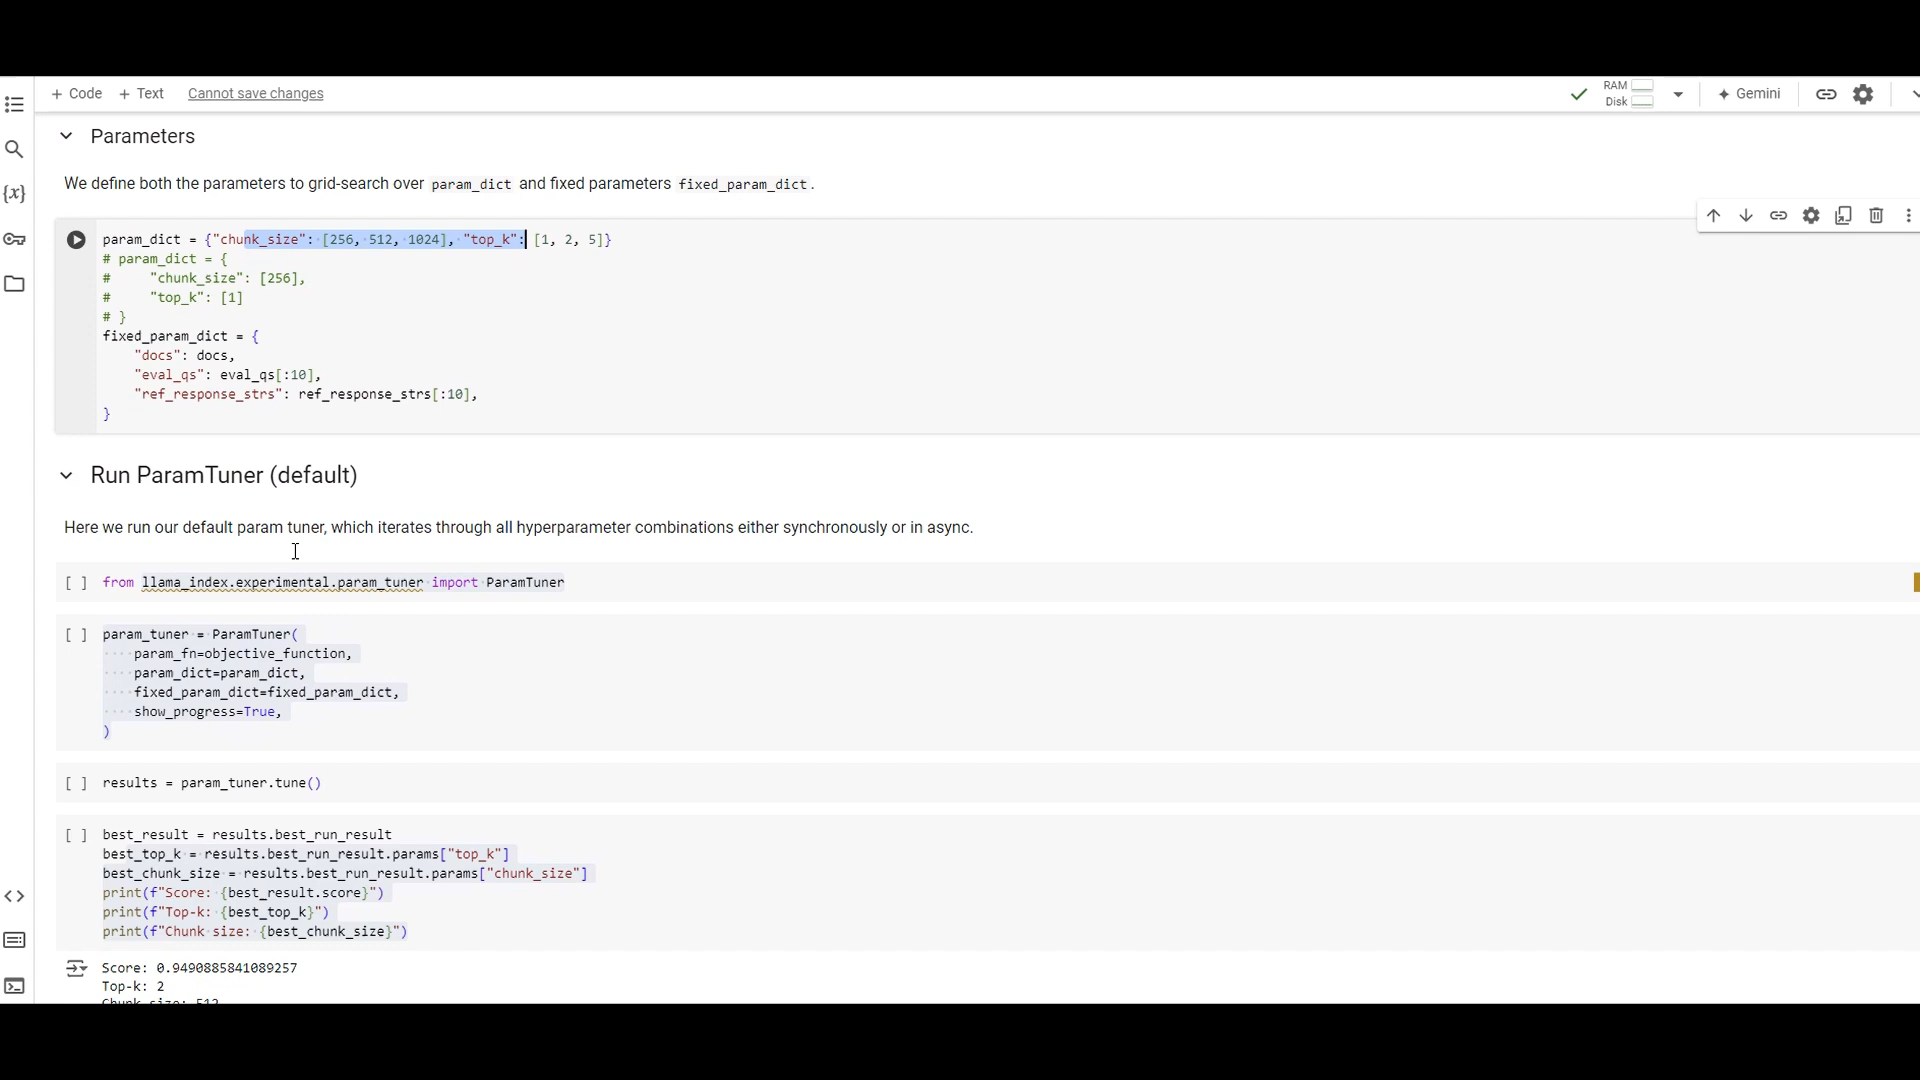 + Code + Text Cannot save changes
RAM
Disk
Gemini
Parameters
We define both the parameters to grid-search over param_dict and fixed parameters fixed_param_dict.
param_dict = {"chunk_size": [256, 512, 1024], "top_k": [1, 2, 5]}
# param_dict = {
#     "chunk_size": [256],
#     "top_k": [1]
# }
fixed_param_dict = {
    "docs": docs,
    "eval_qs": eval_qs[:10],
    "ref_response_strs": ref_response_strs[:10],
}
Run ParamTuner (default)
Here we run our default param tuner, which iterates through all hyperparameter combinations either synchronously or in async.
[ ] from llama_index.experimental.param_tuner import ParamTuner
[ ] param_tuner = ParamTuner(
    param_fn=objective_function,
    param_dict=param_dict,
    fixed_param_dict=fixed_param_dict,
    show_progress=True,
)
[ ] results = param_tuner.tune()
[ ] best_result = results.best_run_result
best_top_k = results.best_run_result.params["top_k"]
best_chunk_size = results.best_run_result.params["chunk_size"]
print(f"Score: {best_result.score}")
print(f"Top-k: {best_top_k}")
print(f"Chunk size: {best_chunk_size}")
Score: 0.9490885841089257
Top-k: 2
Chunk size: 512